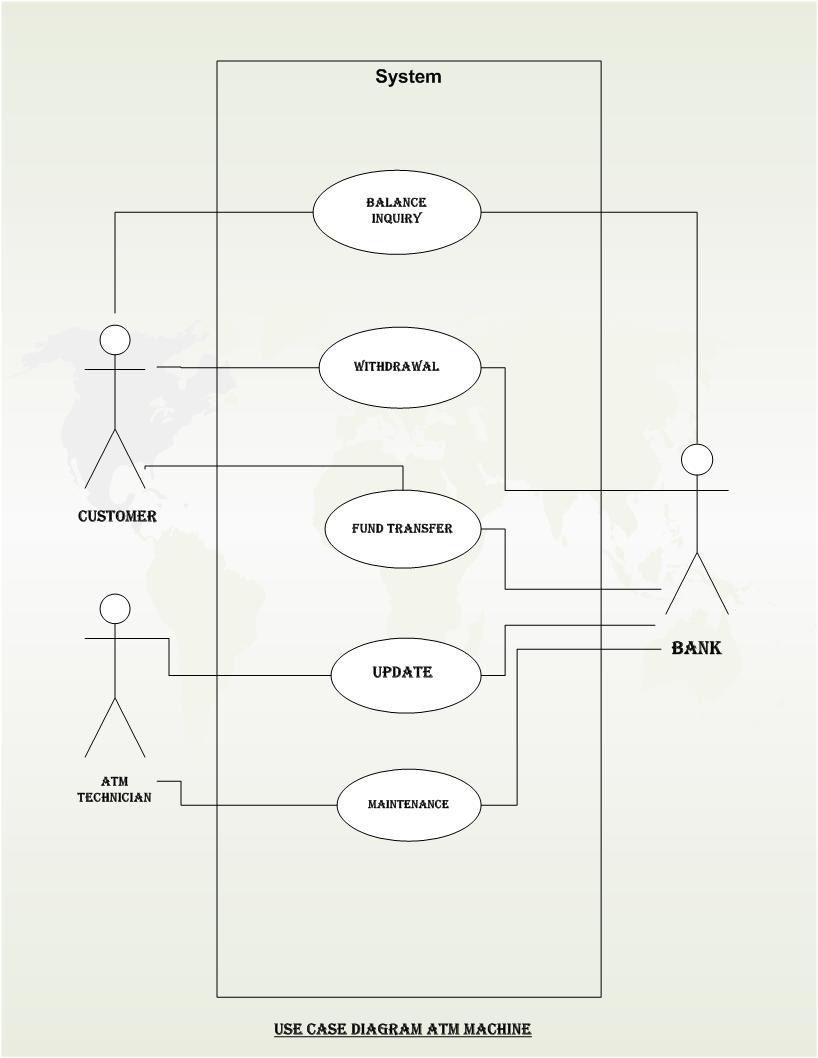 System
BALANCE
INQUIRY
WITHDRAWAL
CUSTOMER
FUND TRANSFER
BANK
UPDATE
ATM
TECHNICIAN
MAINTENANCE
USE CASE DIAGRAM ATM MACHINE